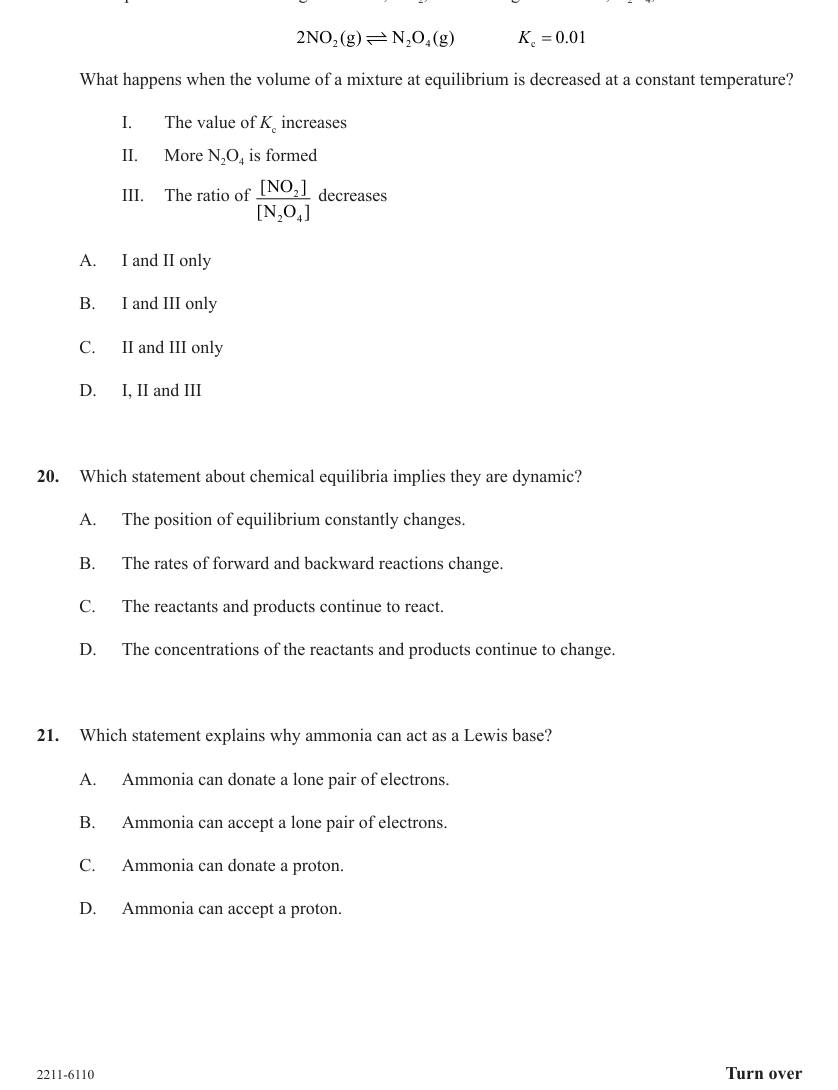 2NO₂(g) ⇌ N₂O₄(g) K꜀ = 0.01
What happens when the volume of a mixture at equilibrium is decreased at a constant temperature?
I. The value of K꜀ increases
II. More N₂O₄ is formed
III. The ratio of [NO₂]/[N₂O₄] decreases
A. I and II only
B. I and III only
C. II and III only
D. I, II and III
20. Which statement about chemical equilibria implies they are dynamic?
A. The position of equilibrium constantly changes.
B. The rates of forward and backward reactions change.
C. The reactants and products continue to react.
D. The concentrations of the reactants and products continue to change.
21. Which statement explains why ammonia can act as a Lewis base?
A. Ammonia can donate a lone pair of electrons.
B. Ammonia can accept a lone pair of electrons.
C. Ammonia can donate a proton.
D. Ammonia can accept a proton.
2211-6110 Turn over